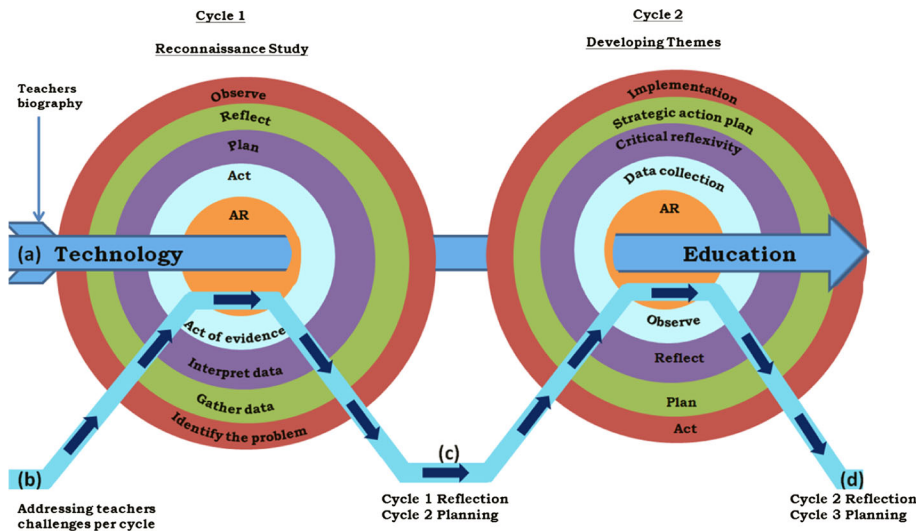 Cycle 1
Reconnaissance Study
Cycle 2
Developing Themes
Teachers
biography
Observe
Reflect
Plan
Act
AR
Implementation
Strategic action plan
Critical reflexivity
Data collection
AR
(a) Technology
Education
Act of evidence
Interpret data
Gather data
Identify the problem
Observe
Reflect
Plan
Act
(b)
Addressing teachers
challenges per cycle
(c)
Cycle 1 Reflection
Cycle 2 Planning
(d)
Cycle 2 Reflection
Cycle 3 Planning